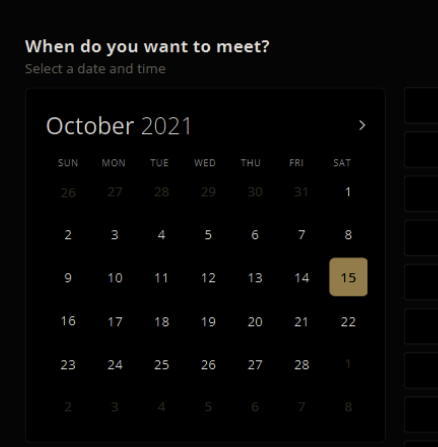 When do you want to meet?
Select a date and time
October 2021
SUN MON TUE WED THU FRI SAT
26 27 28 29 30 31 1
2 3 4 5 6 7 8
9 10 11 12 13 14 15
16 17 18 19 20 21 22
23 24 25 26 27 28 1
2 3 4 5 6 7 8